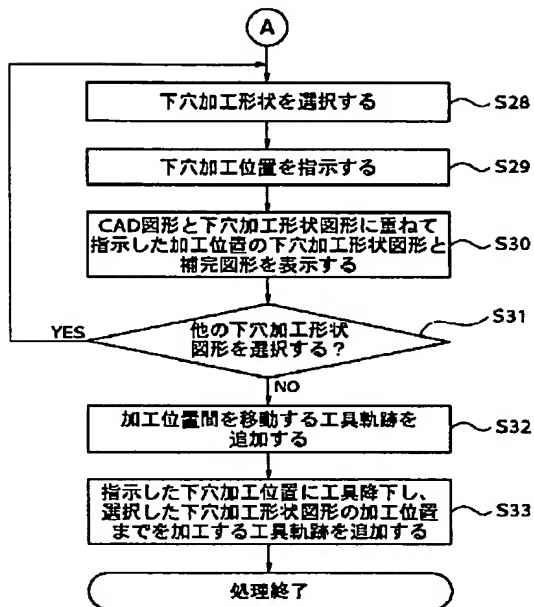 A
下穴加工形状を選択する
S28
下穴加工位置を指示する
S29
CAD図形と下穴加工形状図形に重ねて
指示した加工位置の下穴加工形状図形と
補完図形を表示する
S30
他の下穴加工形状
図形を選択する？
S31
YES
NO
加工位置間を移動する工具軌跡を
追加する
S32
指示した下穴加工位置に工具降下し、
選択した下穴加工形状図形の加工位置
までを加工する工具軌跡を追加する
S33
処理終了